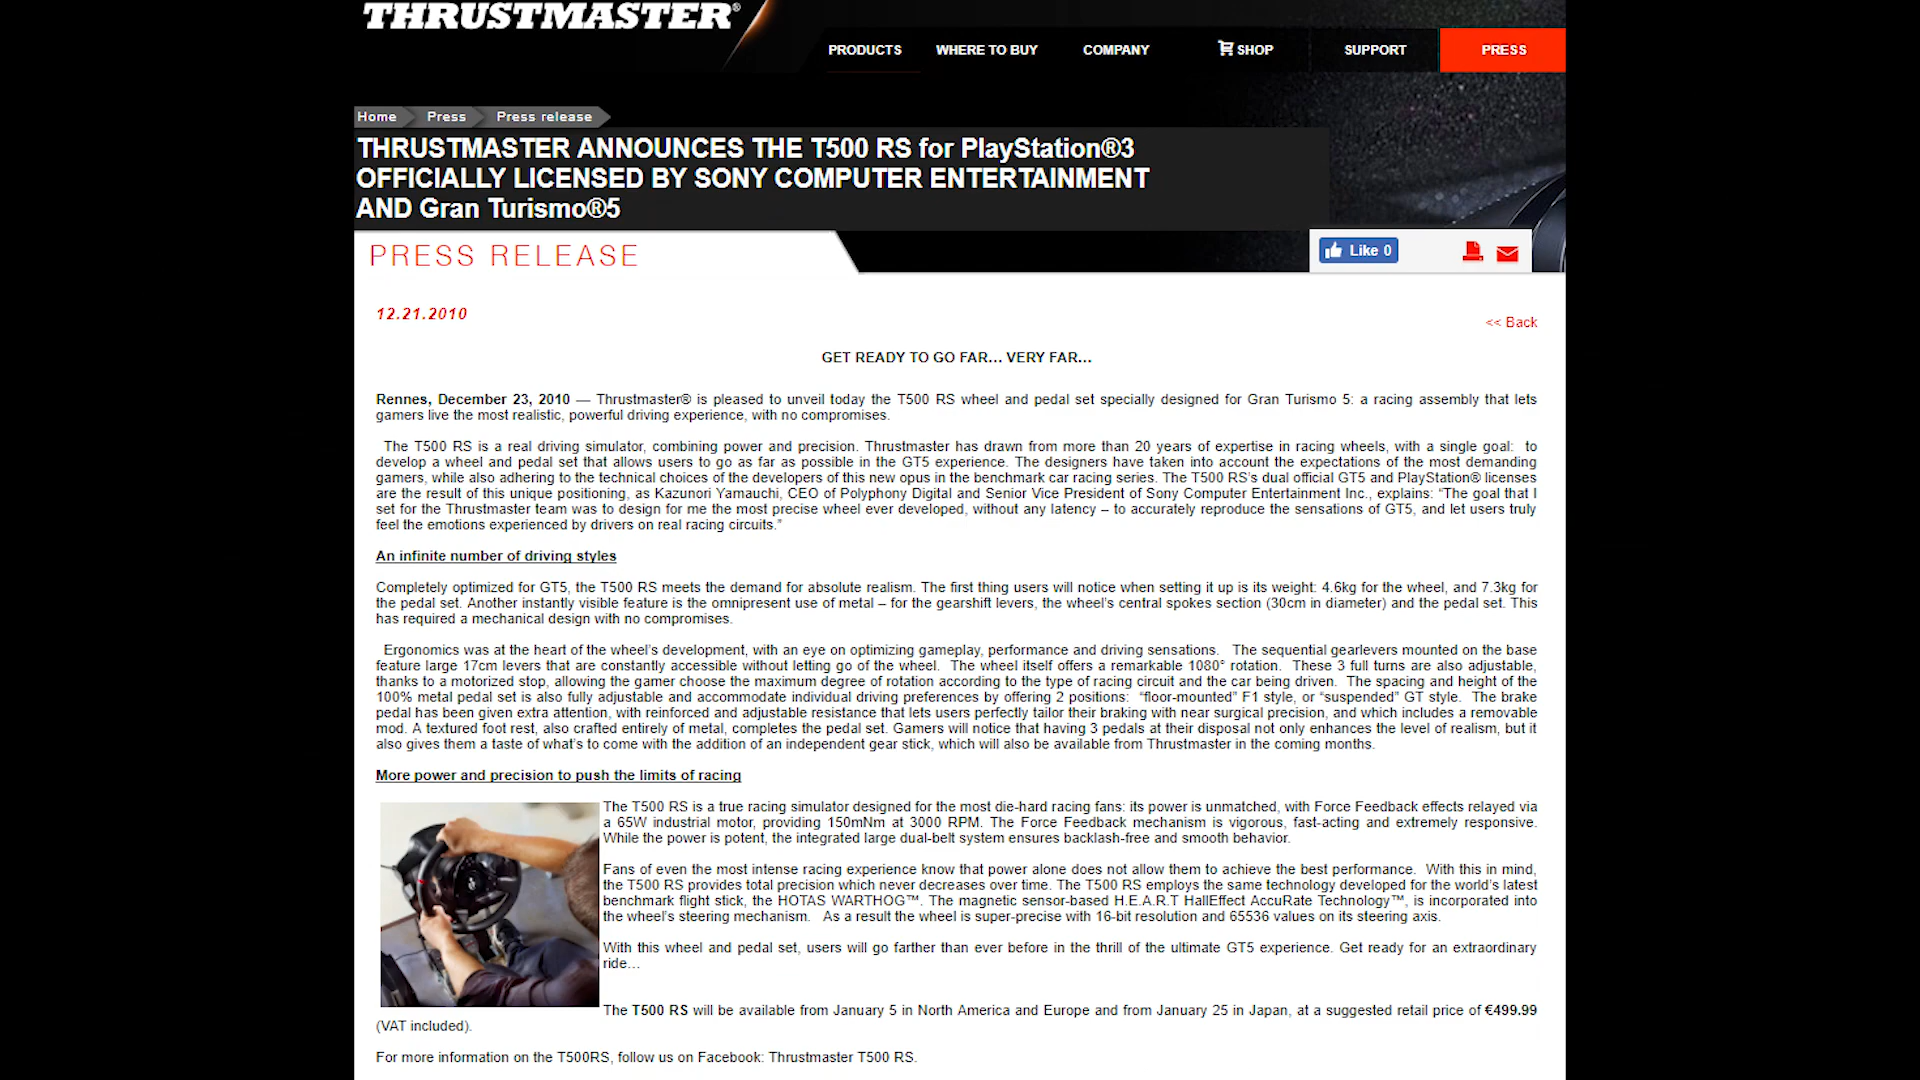 THRUSTMASTER®
PRODUCTS WHERE TO BUY COMPANY SHOP SUPPORT PRESS
Home Press Press release
THRUSTMASTER ANNOUNCES THE T500 RS for PlayStation®3
OFFICIALLY LICENSED BY SONY COMPUTER ENTERTAINMENT
AND Gran Turismo®5
PRESS RELEASE
Like 0
12.21.2010
<< Back
GET READY TO GO FAR… VERY FAR…
Rennes, December 23, 2010 — Thrustmaster® is pleased to unveil today the T500 RS wheel and pedal set specially designed for Gran Turismo 5: a racing assembly that lets
gamers live the most realistic, powerful driving experience, with no compromises.
The T500 RS is a real driving simulator, combining power and precision. Thrustmaster has drawn from more than 20 years of expertise in racing wheels, with a single goal: to
develop a wheel and pedal set that allows users to go as far as possible in the GT5 experience. The designers have taken into account the expectations of the most demanding
gamers, while also adhering to the technical choices of the developers of this new opus in the benchmark car racing series. The T500 RS's dual official GT5 and PlayStation® licenses
are the result of this unique positioning, as Kazunori Yamauchi, CEO of Polyphony Digital and Senior Vice President of Sony Computer Entertainment Inc., explains: “The goal that I
set for the Thrustmaster team was to design for me the most precise wheel ever developed, without any latency – to accurately reproduce the sensations of GT5, and let users truly
feel the emotions experienced by drivers on real racing circuits.”
An infinite number of driving styles
Completely optimized for GT5, the T500 RS meets the demand for absolute realism. The first thing users will notice when setting it up is its weight: 4.6kg for the wheel, and 7.3kg for
the pedal set. Another instantly visible feature is the omnipresent use of metal – for the gearshift levers, the wheel's central spokes section (30cm in diameter) and the pedal set. This
has required a mechanical design with no compromises.
Ergonomics was at the heart of the wheel's development, with an eye on optimizing gameplay, performance and driving sensations. The sequential gearlevers mounted on the base
feature large 17cm levers that are constantly accessible without letting go of the wheel. The wheel itself offers a remarkable 1080° rotation. These 3 full turns are also adjustable,
thanks to a motorized stop, allowing the gamer choose the maximum degree of rotation according to the type of racing circuit and the car being driven. The spacing and height of the
100% metal pedal set is also fully adjustable and accommodate individual driving preferences by offering 2 positions: “floor-mounted” F1 style, or “suspended” GT style. The brake
pedal has been given extra attention, with reinforced and adjustable resistance that lets users perfectly tailor their braking with near surgical precision, and which includes a removable
mod. A textured foot rest, also crafted entirely of metal, completes the pedal set. Gamers will notice that having 3 pedals at their disposal not only enhances the level of realism, but it
also gives them a taste of what's to come with the addition of an independent gear stick, which will also be available from Thrustmaster in the coming months.
More power and precision to push the limits of racing
The T500 RS is a true racing simulator designed for the most die-hard racing fans: its power is unmatched, with Force Feedback effects relayed via
a 65W industrial motor, providing 150mNm at 3000 RPM. The Force Feedback mechanism is vigorous, fast-acting and extremely responsive.
While the power is potent, the integrated large dual-belt system ensures backlash-free and smooth behavior.
Fans of even the most intense racing experience know that power alone does not allow them to achieve the best performance. With this in mind,
the T500 RS provides total precision which never decreases over time. The T500 RS employs the same technology developed for the world's latest
benchmark flight stick, the HOTAS WARTHOG™. The magnetic sensor-based H.E.A.R.T HallEffect AccuRate Technology™, is incorporated into
the wheel's steering mechanism. As a result the wheel is super-precise with 16-bit resolution and 65536 values on its steering axis.
With this wheel and pedal set, users will go farther than ever before in the thrill of the ultimate GT5 experience. Get ready for an extraordinary
ride…
The T500 RS will be available from January 5 in North America and Europe and from January 25 in Japan, at a suggested retail price of €499.99
(VAT included).
For more information on the T500RS, follow us on Facebook: Thrustmaster T500 RS.